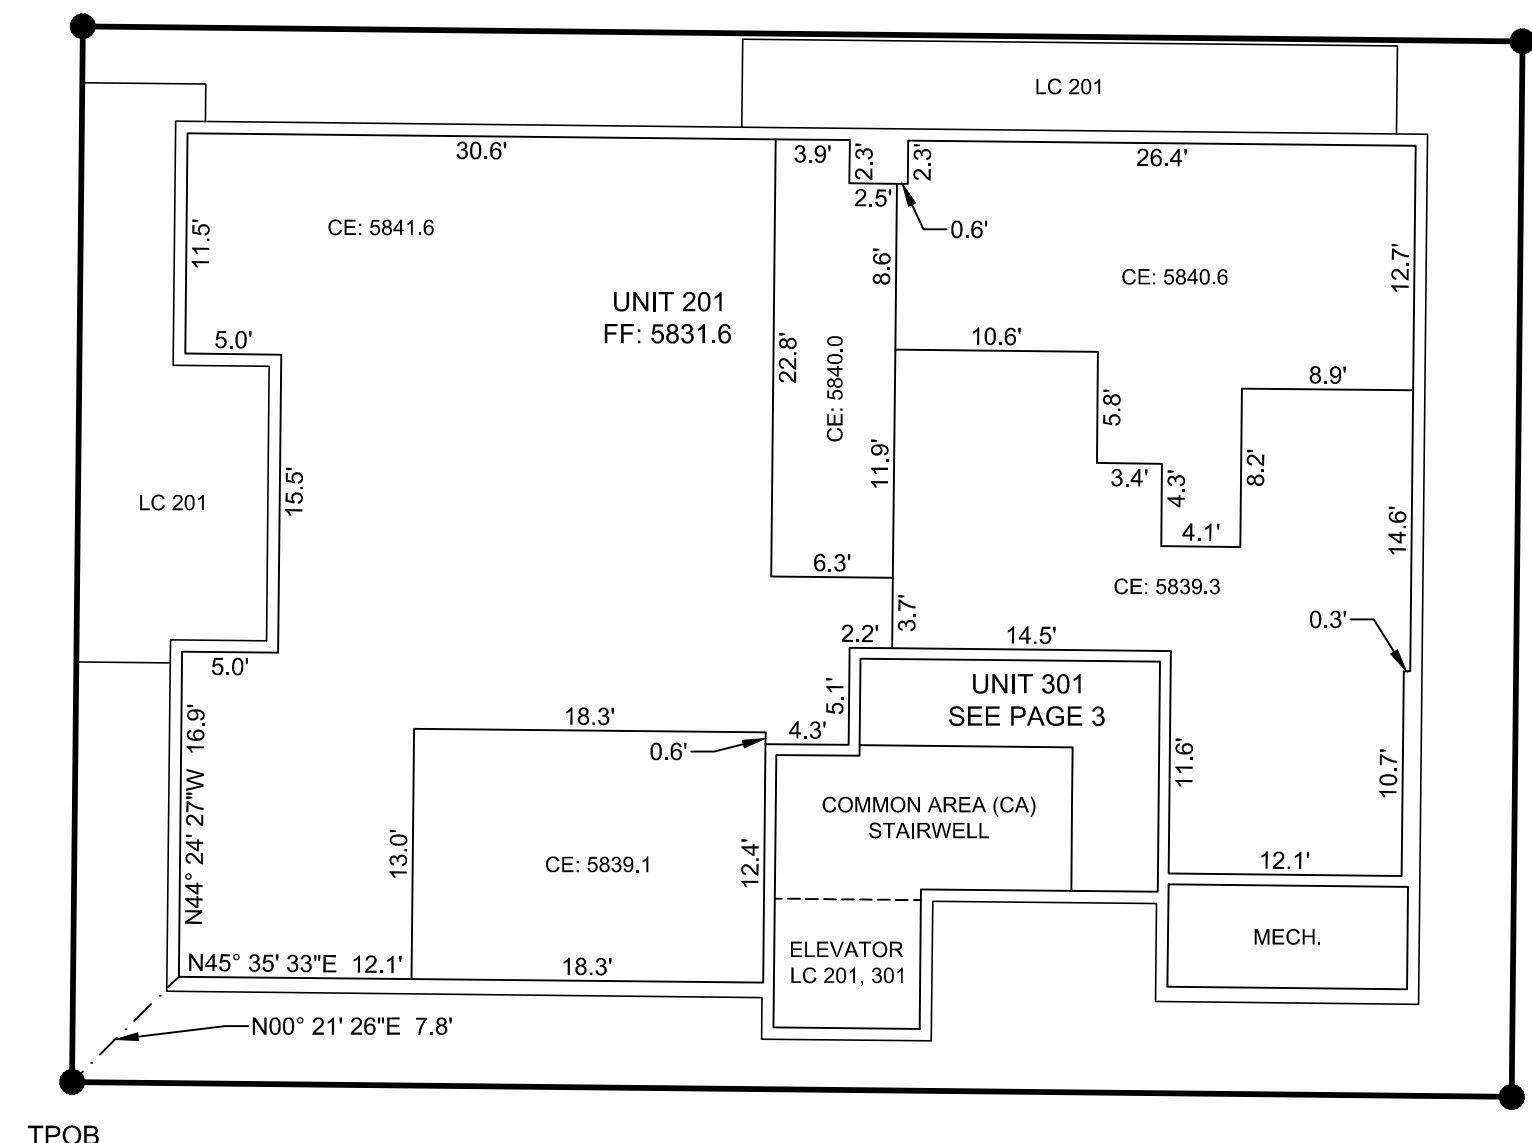 LC 201
30.6'
3.9'
2.3'
2.3'
26.4'
2.5'
0.6'
11.5'
CE: 5841.6
8.6'
12.7'
CE: 5840.6
UNIT 201
FF: 5831.6
5.0'
22.8'
CE: 5840.0
10.6'
8.9'
5.8'
11.9'
3.4'
4.3'
8.2'
15.5'
LC 201
14.6'
4.1'
6.3'
CE: 5839.3
3.7'
0.3'
2.2'
14.5'
5.0'
5.1'
UNIT 301
SEE PAGE 3
18.3'
4.3'
0.6'
N44° 24' 27"W 16.9'
11.6'
10.7'
COMMON AREA (CA)
STAIRWELL
13.0'
CE: 5839.1
12.4'
12.1'
N45° 35' 33"E 12.1'
18.3'
ELEVATOR
LC 201, 301
MECH.
N00° 21' 26"E 7.8'
TPOB